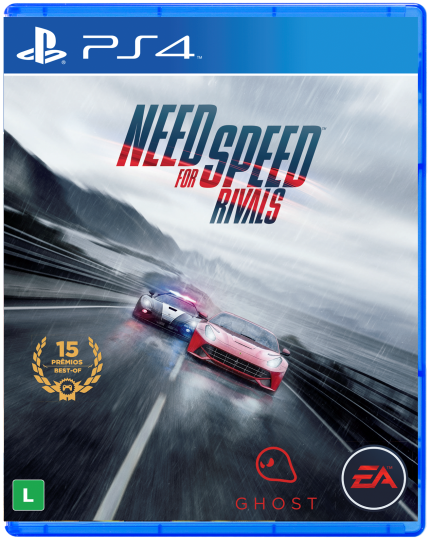 PS4
NEED
FOR SPEED
RIVALS
15
PRÊMIOS
BEST-OF
L
GHOST
EA